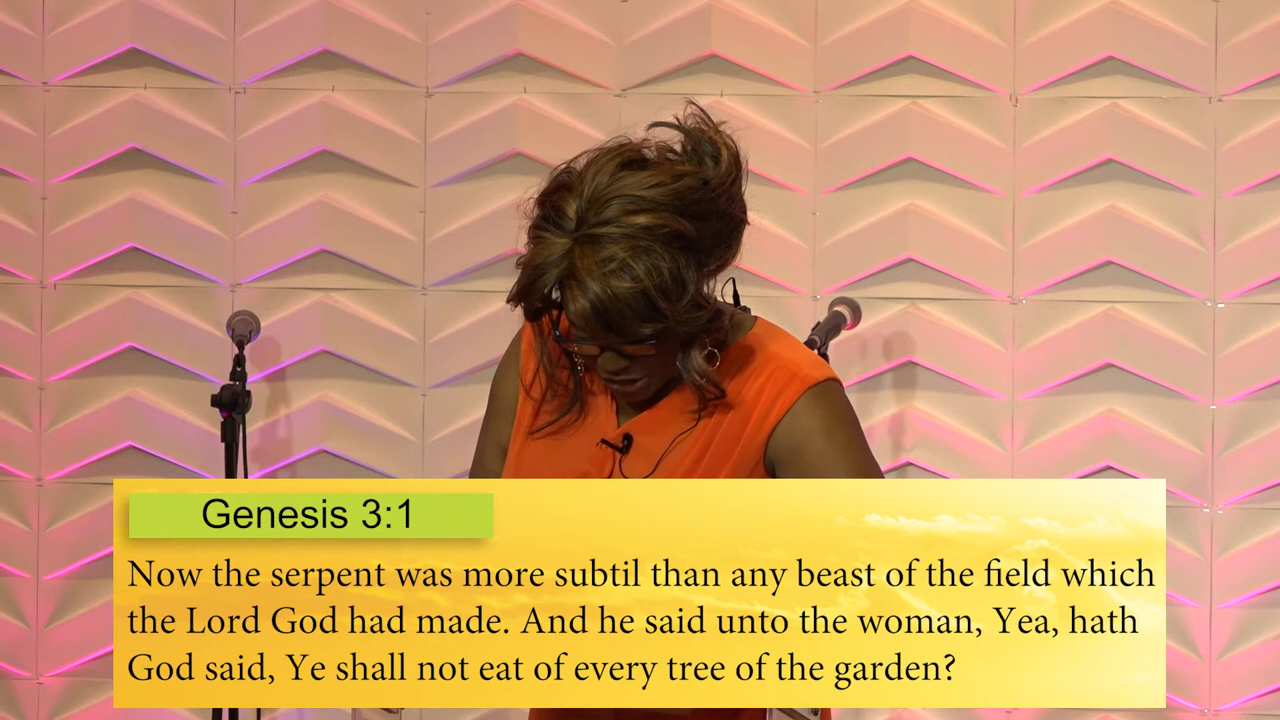 Genesis 3:1
Now the serpent was more subtil than any beast of the field which
the Lord God had made. And he said unto the woman, Yea, hath
God said, Ye shall not eat of every tree of the garden?